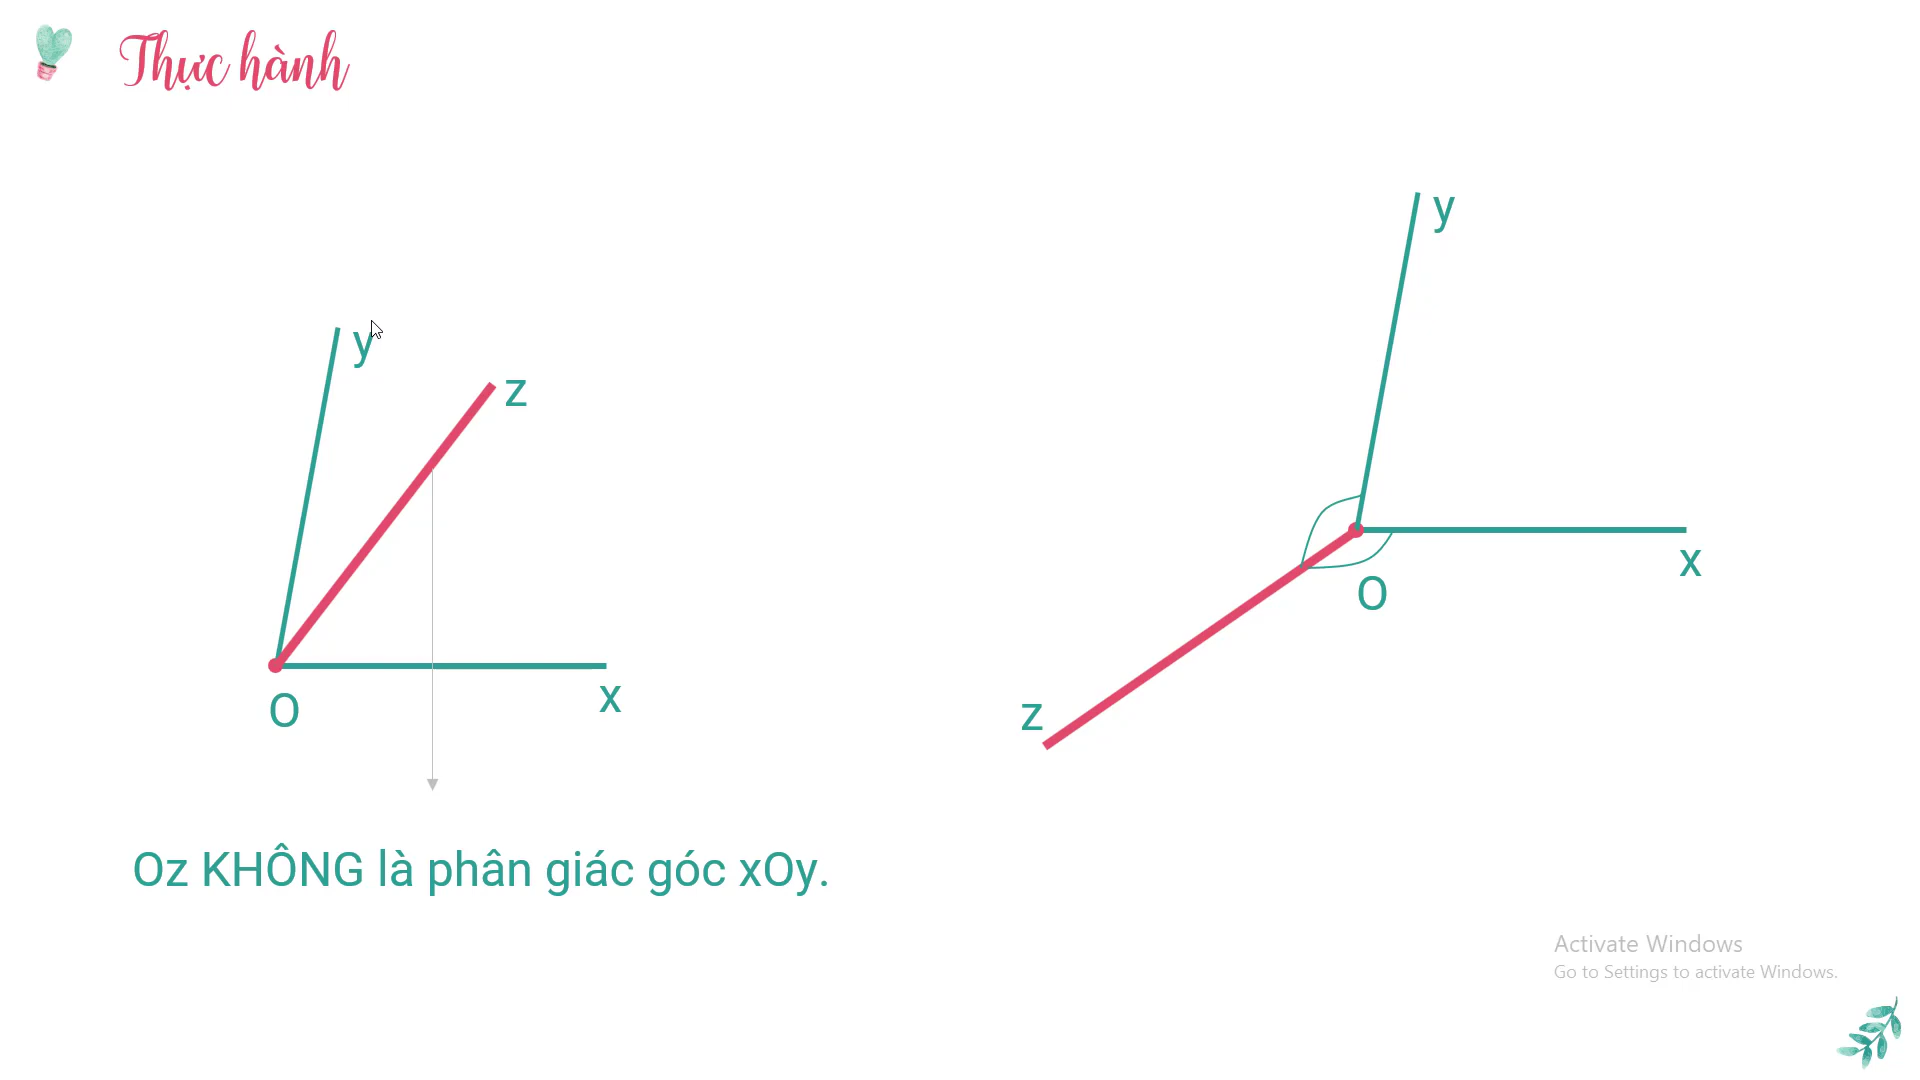 Thực hành
y
y
z
x
O
x
O
z
Oz KHÔNG là phân giác góc xOy.
Activate Windows
Go to Settings to activate Windows.